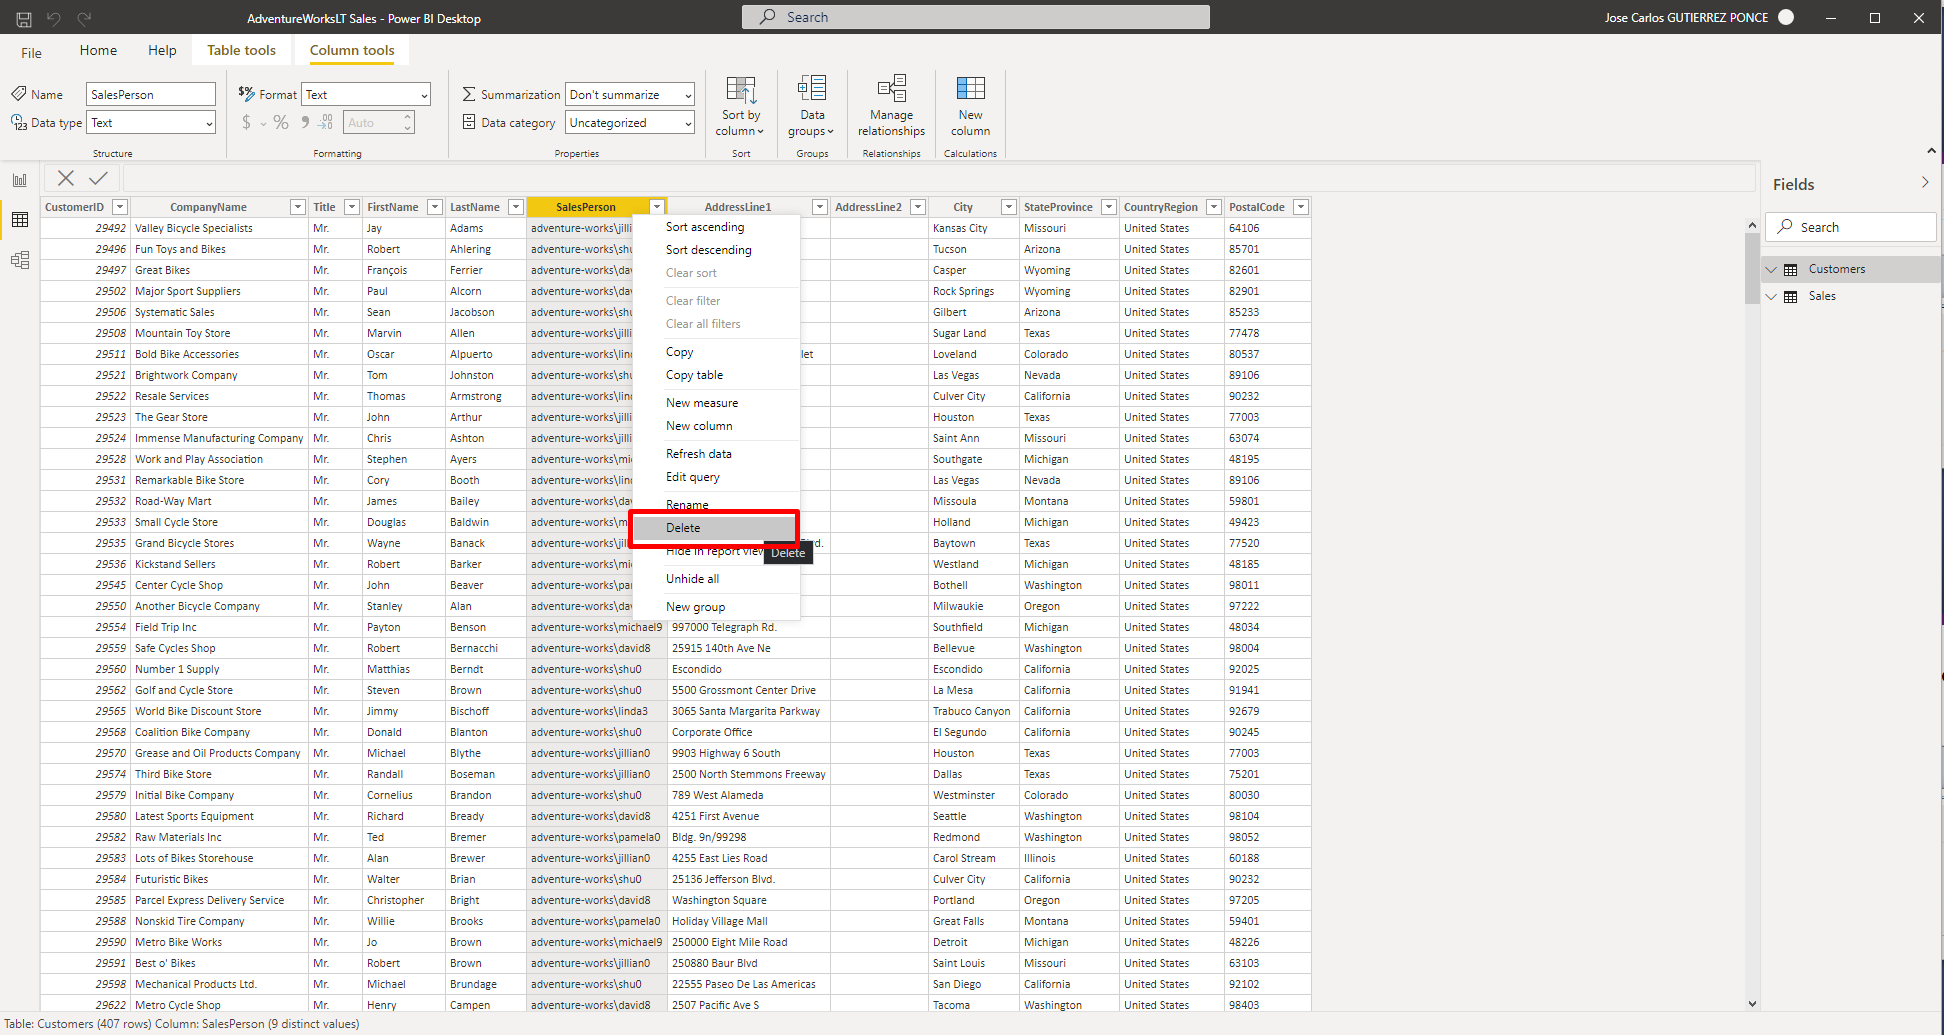 AdventureWorksLT Sales - Power BI Desktop
Search
Jose Carlos GUTIERREZ PONCE
File Home Help Table tools Column tools
Name SalesPerson
Data type Text
Structure
Format Text
$ % Auto
Formatting
Summarization Don't summarize
Data category Uncategorized
Properties
Sort by
column
Sort
Data
groups
Groups
Manage
relationships
Relationships
New
column
Calculations
CustomerID CompanyName Title FirstName LastName SalesPerson AddressLine1 AddressLine2 City StateProvince CountryRegion PostalCode
29492 Valley Bicycle Specialists Mr. Jay Adams adventure-works\jilli Kansas City Missouri United States 64106
29496 Fun Toys and Bikes Mr. Robert Ahlering adventure-works\shu Tucson Arizona United States 85701
29497 Great Bikes Mr. François Ferrier adventure-works\dav Casper Wyoming United States 82601
29502 Major Sport Suppliers Mr. Paul Alcorn adventure-works\dav Rock Springs Wyoming United States 82901
29506 Systematic Sales Mr. Sean Jacobson adventure-works\shu Gilbert Arizona United States 85233
29508 Mountain Toy Store Mr. Marvin Allen adventure-works\jilli Sugar Land Texas United States 77478
29511 Bold Bike Accessories Mr. Oscar Alpuerto adventure-works\lind let Loveland Colorado United States 80537
29521 Brightwork Company Mr. Tom Johnston adventure-works\shu Las Vegas Nevada United States 89106
29522 Resale Services Mr. Thomas Armstrong adventure-works\lind Culver City California United States 90232
29523 The Gear Store Mr. John Arthur adventure-works\jilli Houston Texas United States 77003
29524 Immense Manufacturing Company Mr. Chris Ashton adventure-works\jilli Saint Ann Missouri United States 63074
29528 Work and Play Association Mr. Stephen Ayers adventure-works\mi Southgate Michigan United States 48195
29531 Remarkable Bike Store Mr. Cory Booth adventure-works\lind Las Vegas Nevada United States 89106
29532 Road-Way Mart Mr. James Bailey adventure-works\dav Missoula Montana United States 59801
29533 Small Cycle Store Mr. Douglas Baldwin adventure-works\m Holland Michigan United States 49423
29535 Grand Bicycle Stores Mr. Wayne Banack adventure-works\jill vd. Baytown Texas United States 77520
29536 Kickstand Sellers Mr. Robert Barker adventure-works\mi Westland Michigan United States 48185
29545 Center Cycle Shop Mr. John Beaver adventure-works\pa Bothell Washington United States 98011
29550 Another Bicycle Company Mr. Stanley Alan adventure-works\dav Milwaukie Oregon United States 97222
29554 Field Trip Inc Mr. Payton Benson adventure-works\michael9 997000 Telegraph Rd. Southfield Michigan United States 48034
29559 Safe Cycles Shop Mr. Robert Bernacchi adventure-works\david8 25915 140th Ave Ne Bellevue Washington United States 98004
29560 Number 1 Supply Mr. Matthias Berndt adventure-works\shu0 Escondido Escondido California United States 92025
29562 Golf and Cycle Store Mr. Steven Brown adventure-works\shu0 5500 Grossmont Center Drive La Mesa California United States 91941
29565 World Bike Discount Store Mr. Jimmy Bischoff adventure-works\linda3 3065 Santa Margarita Parkway Trabuco Canyon California United States 92679
29568 Coalition Bike Company Mr. Donald Blanton adventure-works\shu0 Corporate Office El Segundo California United States 90245
29570 Grease and Oil Products Company Mr. Michael Blythe adventure-works\jillian0 9903 Highway 6 South Houston Texas United States 77003
29574 Third Bike Store Mr. Randall Boseman adventure-works\jillian0 2500 North Stemmons Freeway Dallas Texas United States 75201
29579 Initial Bike Company Mr. Cornelius Brandon adventure-works\shu0 789 West Alameda Westminster Colorado United States 80030
29580 Latest Sports Equipment Mr. Richard Bready adventure-works\david8 4251 First Avenue Seattle Washington United States 98104
29582 Raw Materials Inc Mr. Ted Bremer adventure-works\pamela0 Bldg. 9n/99298 Redmond Washington United States 98052
29583 Lots of Bikes Storehouse Mr. Alan Brewer adventure-works\jillian0 4255 East Lies Road Carol Stream Illinois United States 60188
29584 Futuristic Bikes Mr. Walter Brian adventure-works\shu0 25136 Jefferson Blvd. Culver City California United States 90232
29585 Parcel Express Delivery Service Mr. Christopher Bright adventure-works\david8 Washington Square Portland Oregon United States 97205
29588 Nonskid Tire Company Mr. Willie Brooks adventure-works\pamela0 Holiday Village Mall Great Falls Montana United States 59401
29590 Metro Bike Works Mr. Jo Brown adventure-works\michael9 250000 Eight Mile Road Detroit Michigan United States 48226
29591 Best o' Bikes Mr. Robert Brown adventure-works\jillian0 250880 Baur Blvd Saint Louis Missouri United States 63103
29598 Mechanical Products Ltd. Mr. Michael Brundage adventure-works\shu0 22555 Paseo De Las Americas San Diego California United States 92102
29622 Metro Cycle Shop Mr. Henry Campen adventure-works\david8 2507 Pacific Ave S Tacoma Washington United States 98403
Sort ascending
Sort descending
Clear sort
Clear filter
Clear all filters
Copy
Copy table
New measure
New column
Refresh data
Edit query
Rename
Delete
Hide in report view
Delete
Unhide all
New group
Fields
Search
Customers
Sales
Table: Customers (407 rows) Column: SalesPerson (9 distinct values)